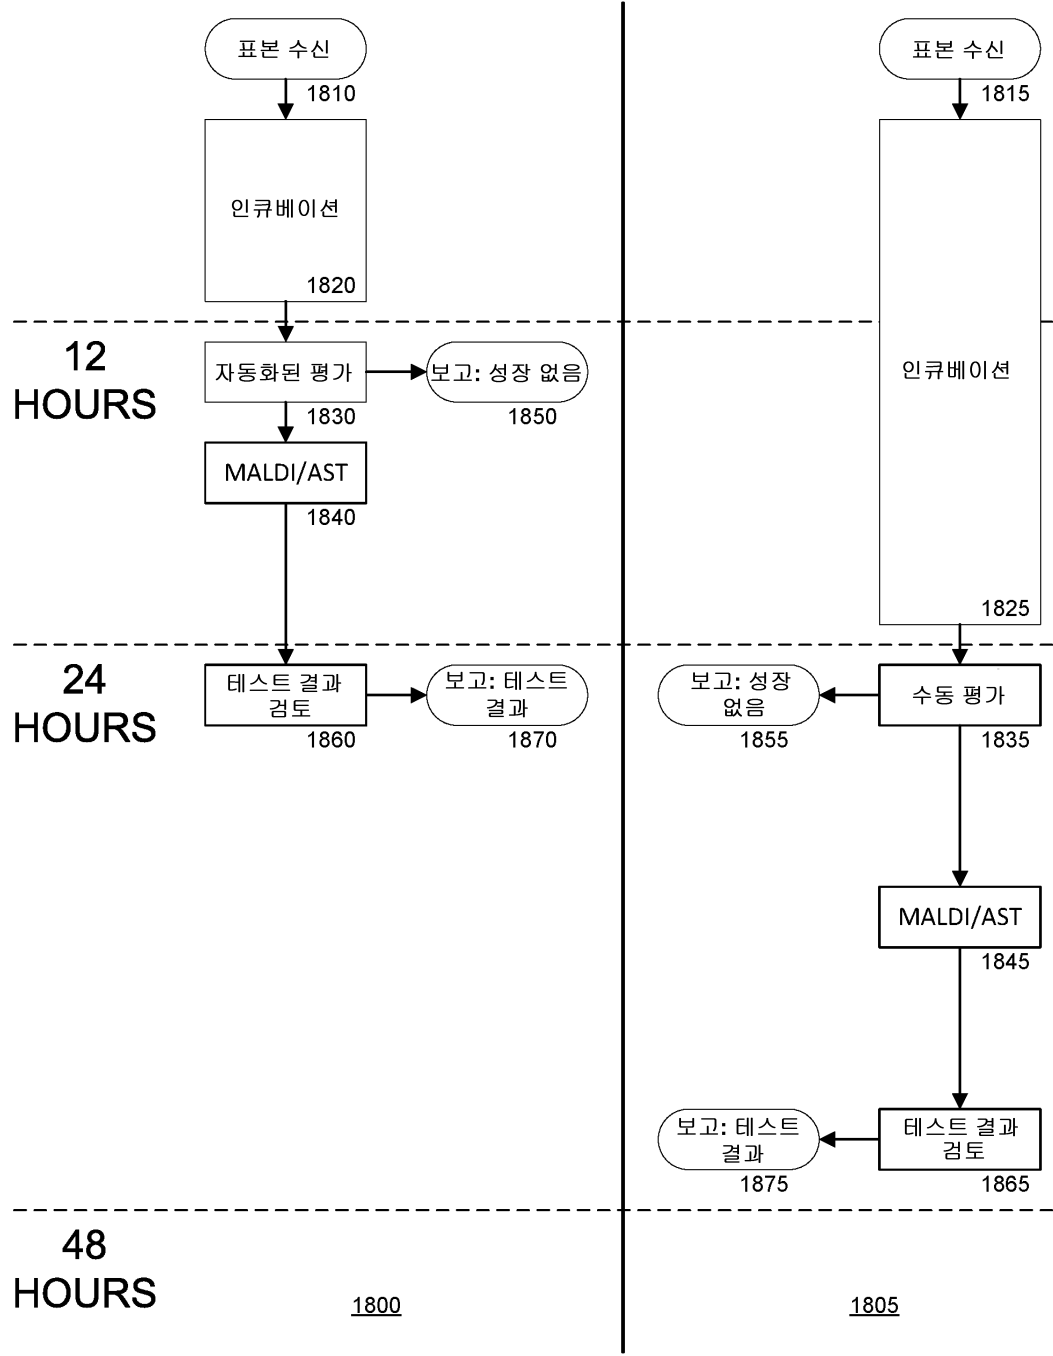 표본 수신
1810
인큐베이션
1820
12
HOURS
자동화된 평가
1830
보고: 성장 없음
1850
MALDI/AST
1840
24
HOURS
테스트 결과
검토
1860
보고: 테스트
결과
1870
1800
표본 수신
1815
인큐베이션
1825
보고: 성장
없음
1855
수동 평가
1835
MALDI/AST
1845
보고: 테스트
결과
1875
테스트 결과
검토
1865
48
HOURS
1805